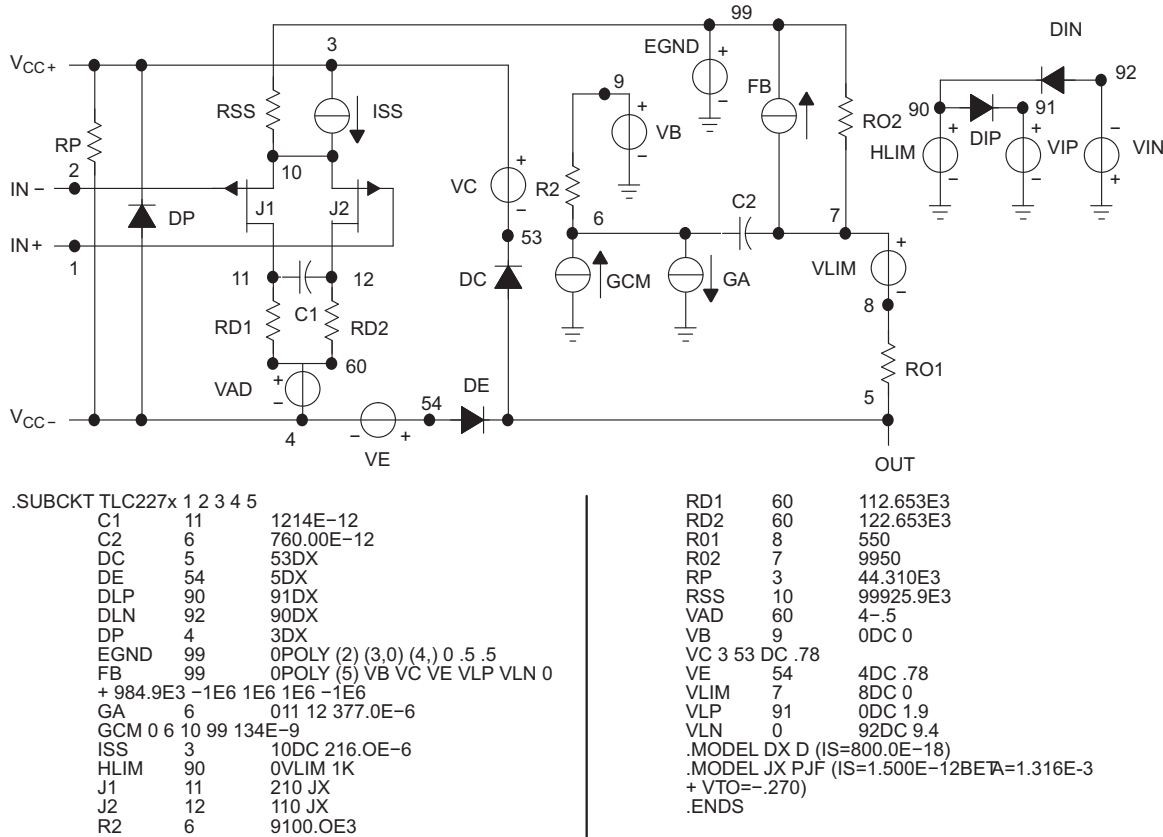 99
DIN
3
EGND
+
92
VCC+
9
FB
−
90
91
RSS
ISS
+
RO2
+
DIP
+
−
RP
VB
HLIM
VIP
VIN
2
10
−
−
−
+
IN −
+
R2
J1
J2
VC
C2
DP
−
6
7
IN +
53
+
1
11
12
DC
GCM
GA
VLIM
−
C1
8
RD1
RD2
60
RO1
+
DE
VAD
−
54
5
VCC−
4
−
+
VE
OUT
.SUBCKT TLC227x 1 2 3 4 5
C1 11 1214E−12
C2 6 760.00E−12
DC 5 53DX
DE 54 5DX
DLP 90 91DX
DLN 92 90DX
DP 4 3DX
EGND 99 0POLY (2) (3,0) (4,) 0 .5 .5
FB 99 0POLY (5) VB VC VE VLP VLN 0
+ 984.9E3 −1E6 1E6 1E6 −1E6
GA 6 011 12 377.0E−6
GCM 0 6 10 99 134E−9
ISS 3 10DC 216.OE−6
HLIM 90 0VLIM 1K
J1 11 210 JX
J2 12 110 JX
R2 6 9100.OE3
RD1 60 112.653E3
RD2 60 122.653E3
R01 8 550
R02 7 9950
RP 3 44.310E3
RSS 10 99925.9E3
VAD 60 4−.5
VB 9 0DC 0
VC 3 53 DC .78
VE 54 4DC .78
VLIM 7 8DC 0
VLP 91 0DC 1.9
VLN 0 92DC 9.4
.MODEL DX D (IS=800.0E−18)
.MODEL JX PJF (IS=1.500E−12BETA=1.316E-3
+ VTO=−.270)
.ENDS